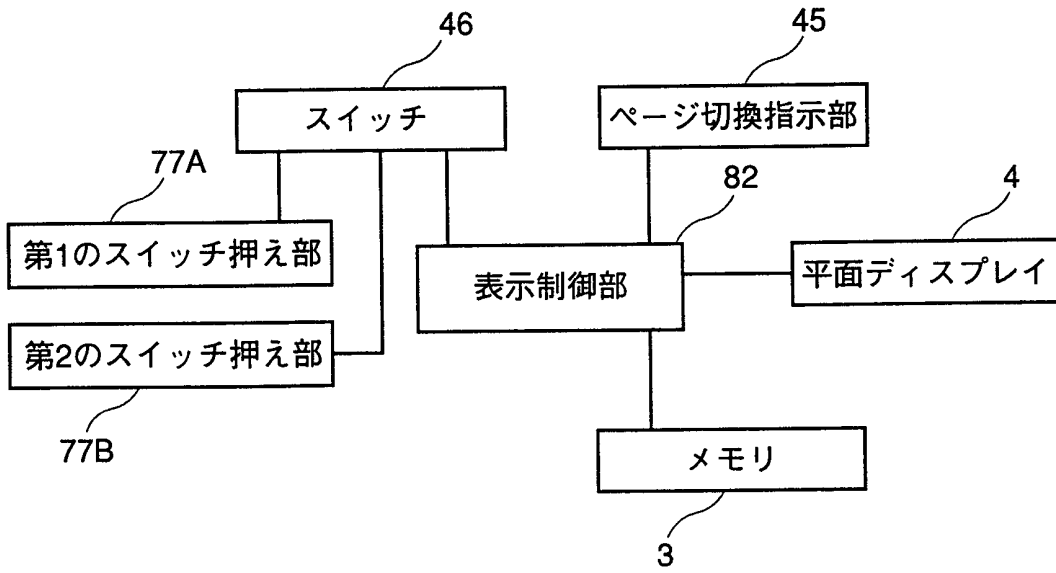 46
45
スイッチ
ページ切換指示部
77A
82
4
第1のスイッチ押え部
表示制御部
平面ディスプレイ
第2のスイッチ押え部
77B
メモリ
3